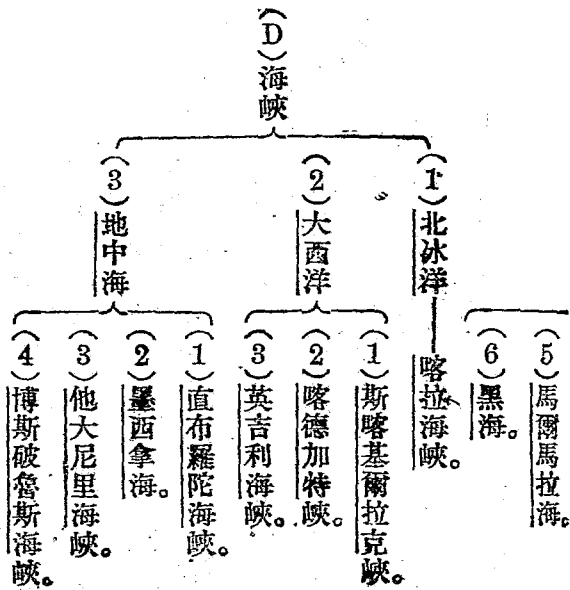 (5)馬爾馬拉海。
(6)黑海。
(D)海峽
(1)北冰洋
喀拉海峽。
(2)大西洋
(1)斯喀基爾拉克峽。
(2)喀德加特峽。
(3)英吉利海峽。
(3)地中海
(1)直布羅陀海峽。
(2)墨西拿海。
(3)他大尼里海峽。
(4)博斯破魯斯海峽。